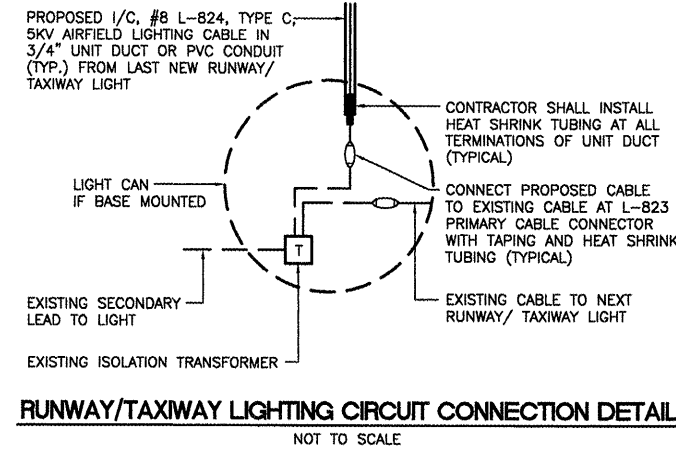 PROPOSED I/C, #8 L-824, TYPE C,
5KV AIRFIELD LIGHTING CABLE IN
3/4" UNIT DUCT OR PVC CONDUIT
(TYP.) FROM LAST NEW RUNWAY/
TAXIWAY LIGHT
CONTRACTOR SHALL INSTALL
HEAT SHRINK TUBING AT ALL
TERMINATIONS OF UNIT DUCT
(TYPICAL)
LIGHT CAN
IF BASE MOUNTED
CONNECT PROPOSED CABLE
TO EXISTING CABLE AT L-823
PRIMARY CABLE CONNECTOR
WITH TAPING AND HEAT SHRINK
TUBING (TYPICAL)
T
EXISTING SECONDARY
LEAD TO LIGHT
EXISTING CABLE TO NEXT
RUNWAY/ TAXIWAY LIGHT
EXISTING ISOLATION TRANSFORMER
RUNWAY/TAXIWAY LIGHTING CIRCUIT CONNECTION DETAIL
NOT TO SCALE